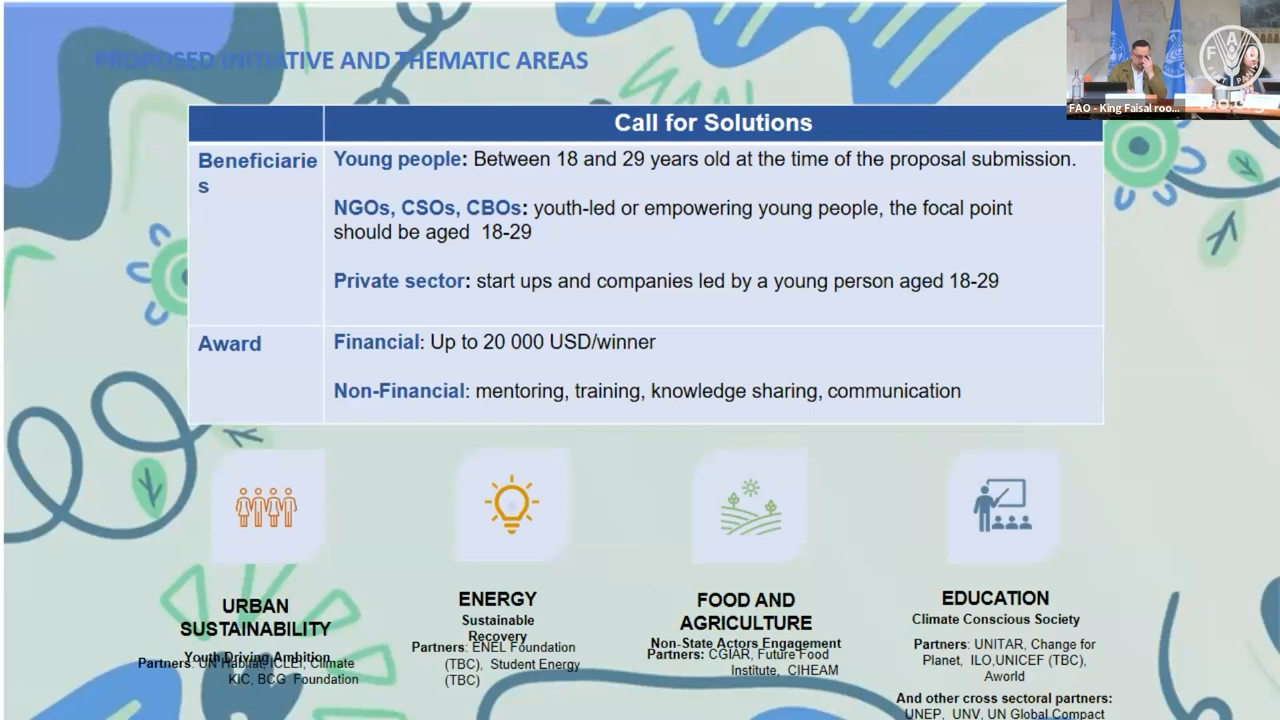 PROPOSED INITIATIVE AND THEMATIC AREAS
FAO - King Faisal roo...
Call for Solutions
Beneficiarie
s
Young people: Between 18 and 29 years old at the time of the proposal submission.
NGOs, CSOs, CBOs: youth-led or empowering young people, the focal point
should be aged 18-29
Private sector: start ups and companies led by a young person aged 18-29
Award
Financial: Up to 20 000 USD/winner
Non-Financial: mentoring, training, knowledge sharing, communication
URBAN
SUSTAINABILITY
Youth Driving Ambition
Partners: UN Habitat, ICLEI, Climate
KIC, BCG Foundation
ENERGY
Sustainable
Recovery
Partners: ENEL Foundation
(TBC), Student Energy
(TBC)
FOOD AND
AGRICULTURE
Non-State Actors Engagement
Partners: CGIAR, Future Food
Institute, CIHEAM
EDUCATION
Climate Conscious Society
Partners: UNITAR, Change for
Planet, ILO,UNICEF (TBC),
Aworld
And other cross sectoral partners:
UNEP, UNV, UN Global Compact